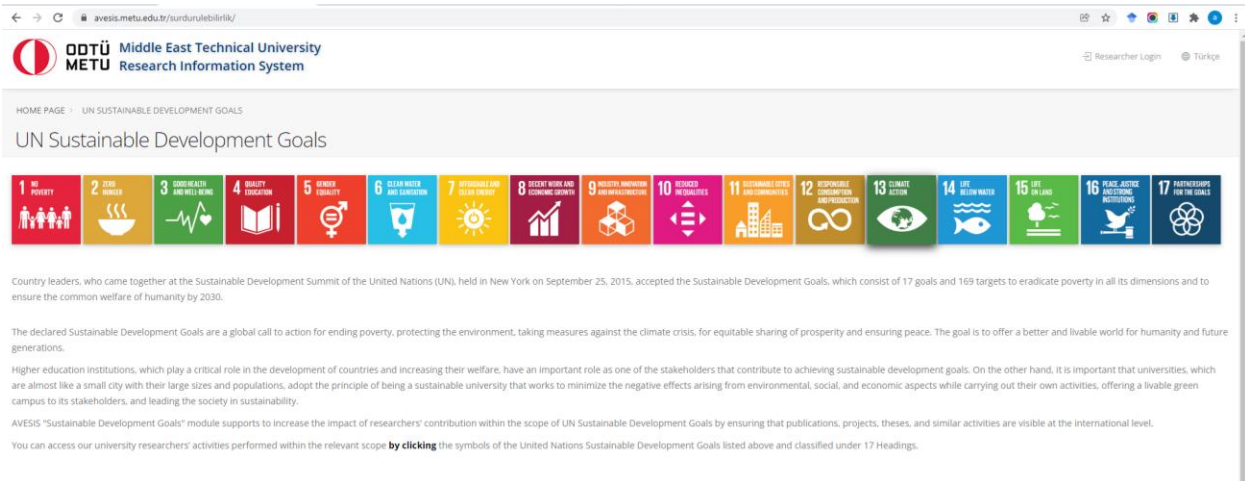 avesis.metu.edu.tr/surdurulebilirlik/
ODTÜ Middle East Technical University
METU Research Information System
Researcher Login Türkçe
HOME PAGE > UN SUSTAINABLE DEVELOPMENT GOALS
UN Sustainable Development Goals
1 NO POVERTY
2 ZERO HUNGER
3 GOOD HEALTH AND WELL-BEING
4 QUALITY EDUCATION
5 GENDER EQUALITY
6 CLEAN WATER AND SANITATION
7 AFFORDABLE AND CLEAN ENERGY
8 DECENT WORK AND ECONOMIC GROWTH
9 INDUSTRY, INNOVATION AND INFRASTRUCTURE
10 REDUCED INEQUALITIES
11 SUSTAINABLE CITIES AND COMMUNITIES
12 RESPONSIBLE CONSUMPTION AND PRODUCTION
13 CLIMATE ACTION
14 LIFE BELOW WATER
15 LIFE ON LAND
16 PEACE, JUSTICE AND STRONG INSTITUTIONS
17 PARTNERSHIPS FOR THE GOALS
Country leaders, who came together at the Sustainable Development Summit of the United Nations (UN), held in New York on September 25, 2015, accepted the Sustainable Development Goals, which consist of 17 goals and 169 targets to eradicate poverty in all its dimensions and to
ensure the common welfare of humanity by 2030.
The declared Sustainable Development Goals are a global call to action for ending poverty, protecting the environment, taking measures against the climate crisis, for equitable sharing of prosperity and ensuring peace. The goal is to offer a better and livable world for humanity and future
generations.
Higher education institutions, which play a critical role in the development of countries and increasing their welfare, have an important role as one of the stakeholders that contribute to achieving sustainable development goals. On the other hand, it is important that universities, which
are almost like a small city with their large sizes and populations, adopt the principle of being a sustainable university that works to minimize the negative effects arising from environmental, social, and economic aspects while carrying out their own activities, offering a livable green
campus to its stakeholders, and leading the society in sustainability.
AVESIS "Sustainable Development Goals" module supports to increase the impact of researchers' contribution within the scope of UN Sustainable Development Goals by ensuring that publications, projects, theses, and similar activities are visible at the international level.
You can access our university researchers' activities performed within the relevant scope by clicking the symbols of the United Nations Sustainable Development Goals listed above and classified under 17 Headings.